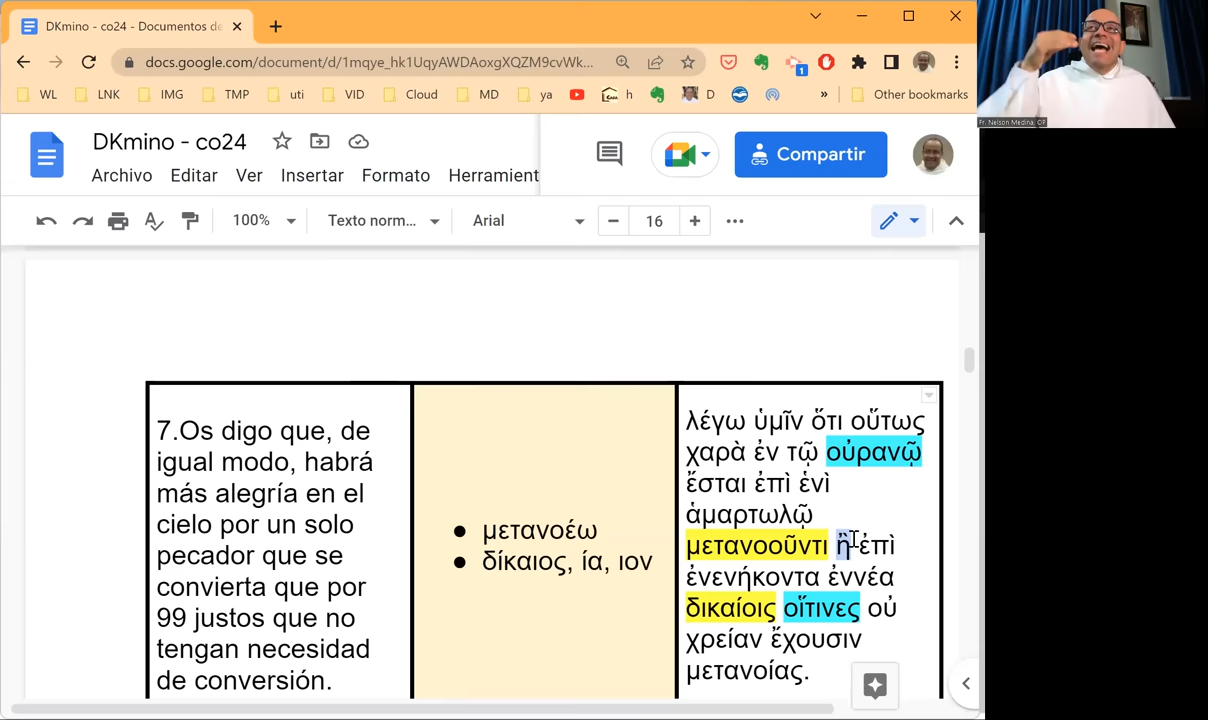 DKmino - co24 - Documentos de
docs.google.com/document/d/1mqye_hk1UqyAWDAoxgXQZM9cvWk...
WL LNK IMG TMP uti VID Cloud MD ya h D » Other bookmarks
1
Fr. Nelson Medina, OP
DKmino - co24
Archivo Editar Ver Insertar Formato Herramient
Compartir
100% Texto norm... Arial 16
7.Os digo que, de
igual modo, habrá
más alegría en el
cielo por un solo
pecador que se
convierta que por
99 justos que no
tengan necesidad
de conversión.
● μετανοέω
● δίκαιος, ία, ιον
λέγω ὑμῖν ὅτι οὕτως
χαρὰ ἐν τῷ οὐρανῷ
ἔσται ἐπὶ ἑνὶ
ἁμαρτωλῷ
μετανοοῦντι ἢ ἐπὶ
ἐνενήκοντα ἐννέα
δικαίοις οἵτινες οὐ
χρείαν ἔχουσιν
μετανοίας.